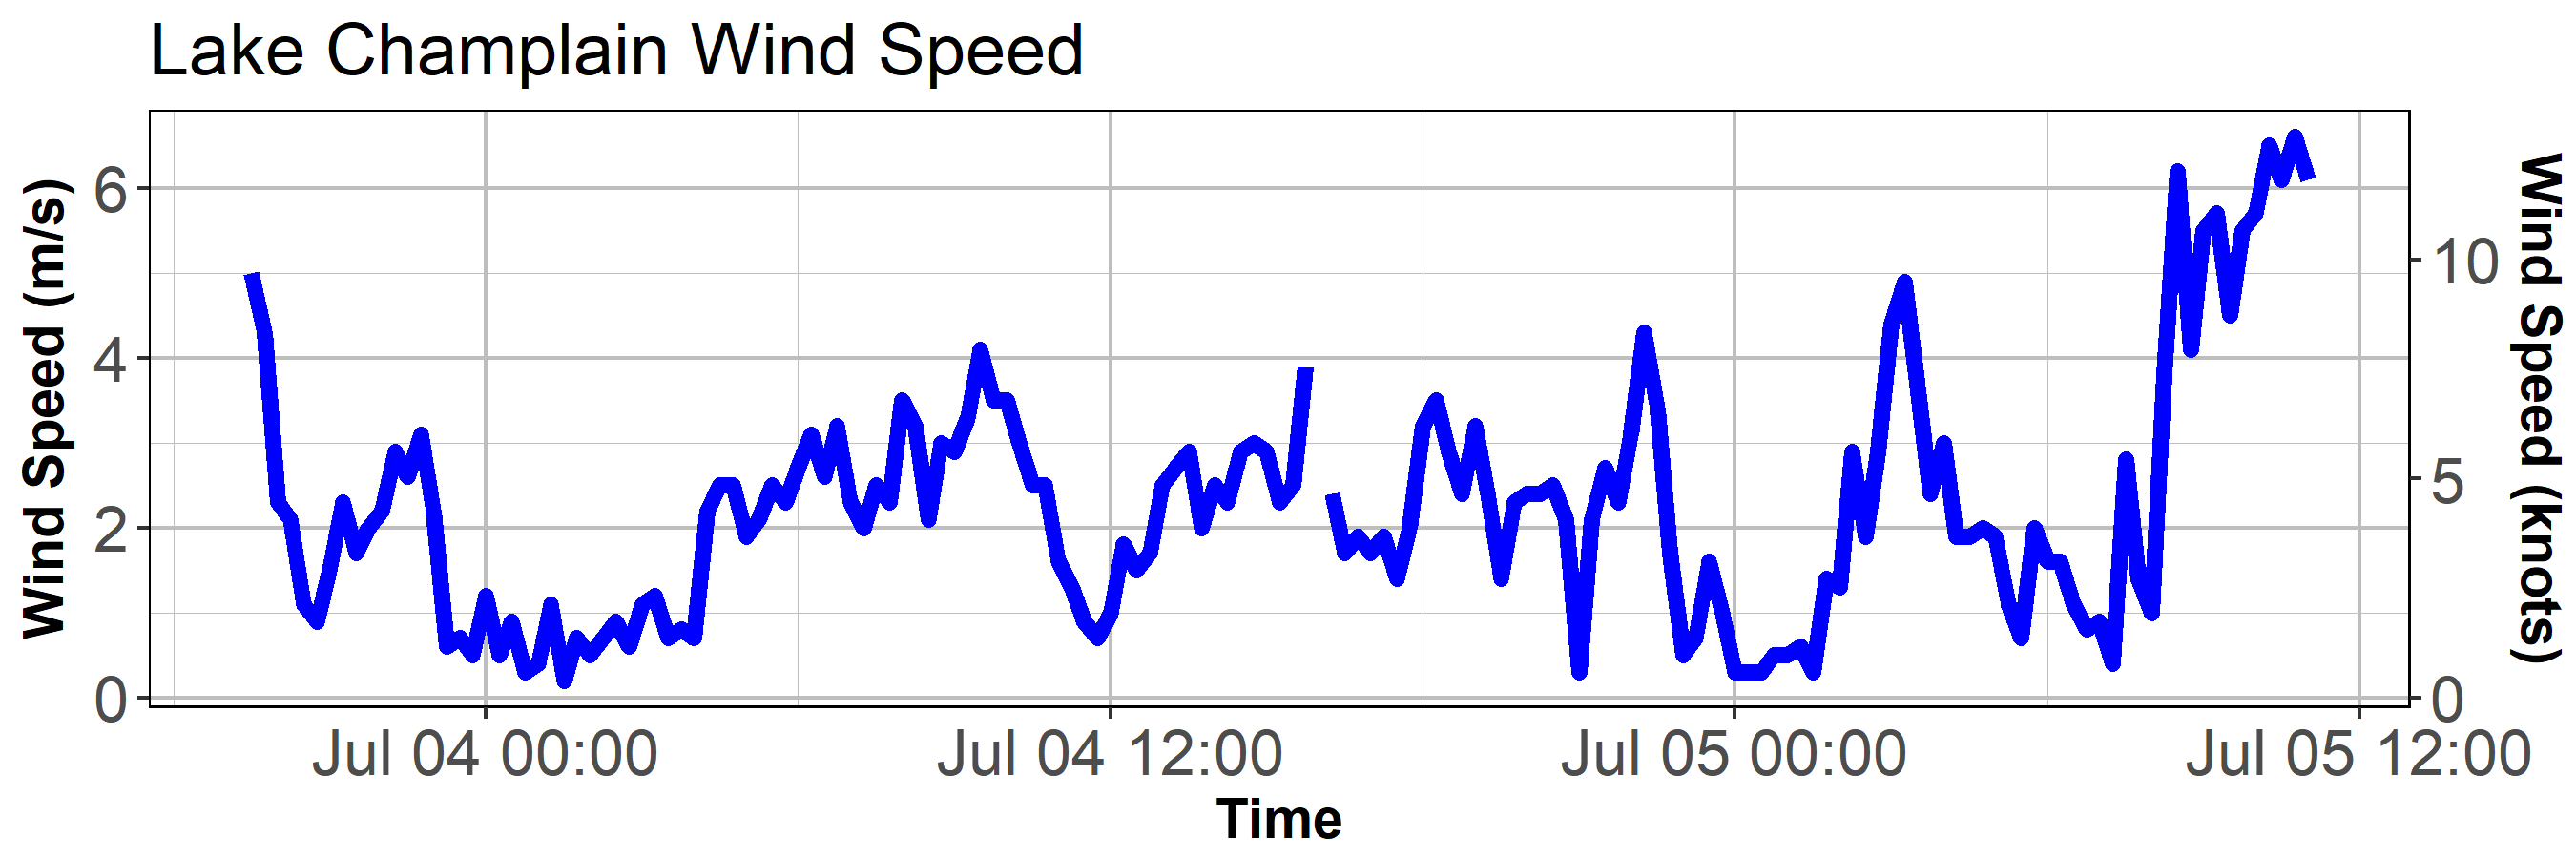 Lake Champlain Wind Speed
Wind Speed (m/s)
6
4
2
0
Wind Speed (knots)
10
5
0
Jul 04 00:00
Jul 04 12:00
Jul 05 00:00
Jul 05 12:00
Time